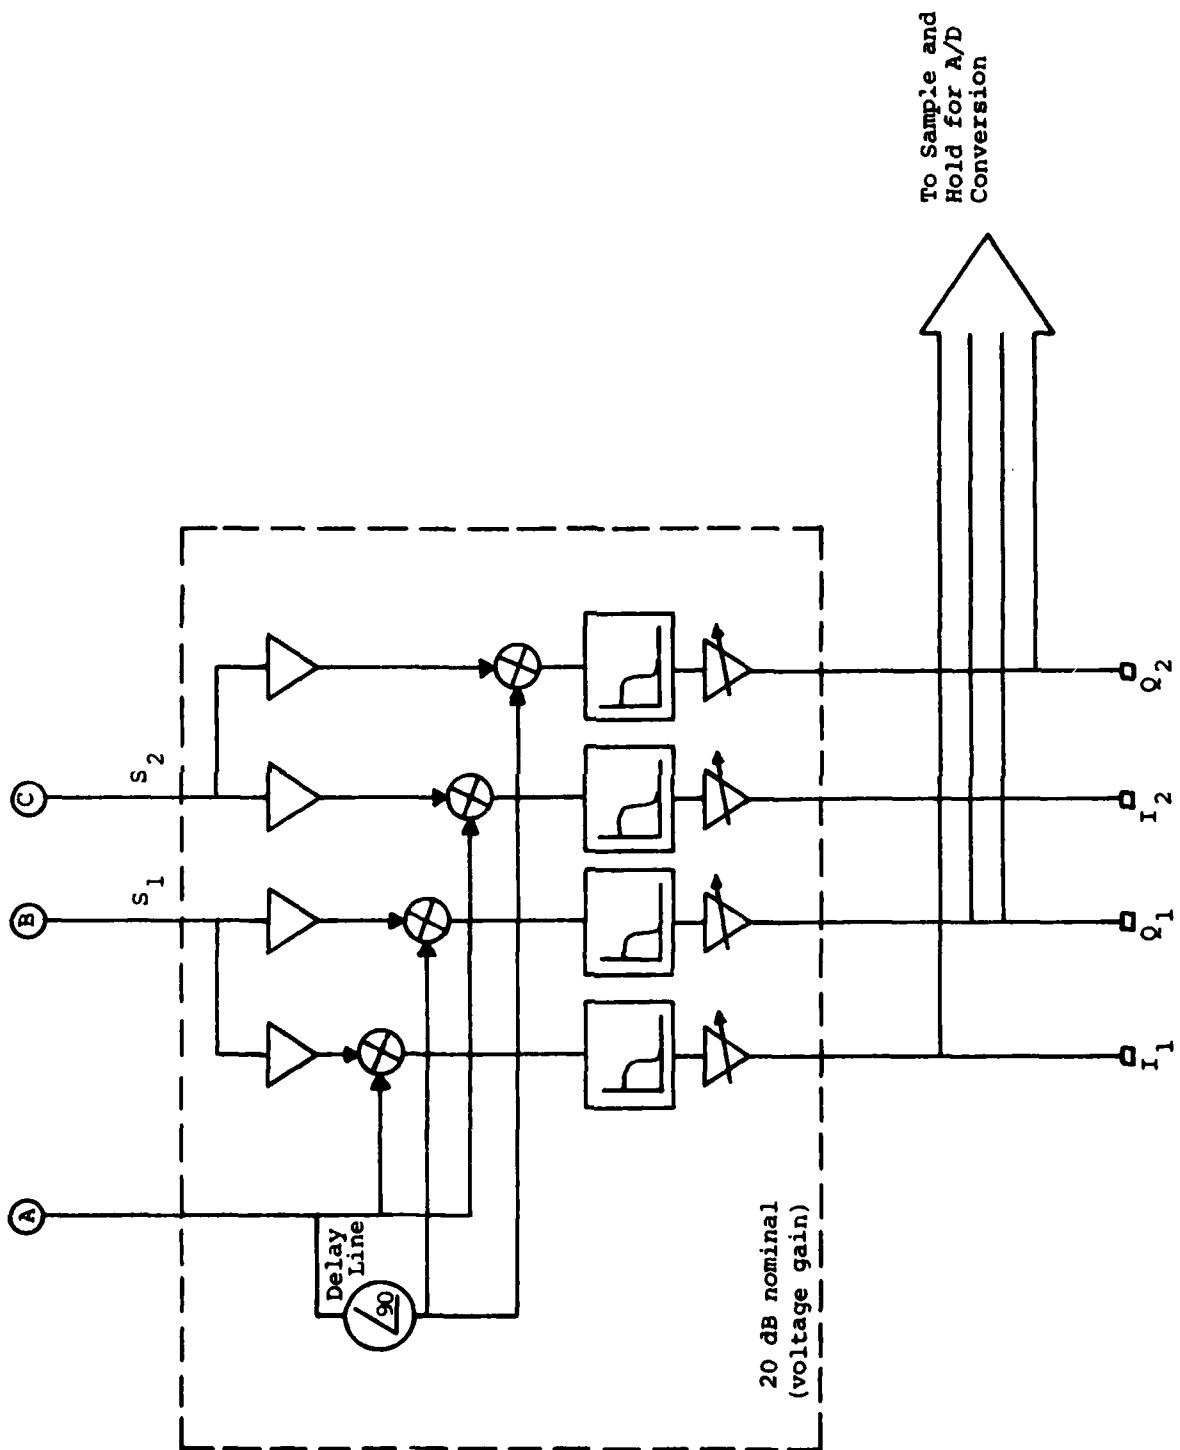 A
B
C
S1
S2
Delay
Line
/90
20 dB nominal
(voltage gain)
I1
Q1
I2
Q2
To Sample and
Hold for A/D
Conversion